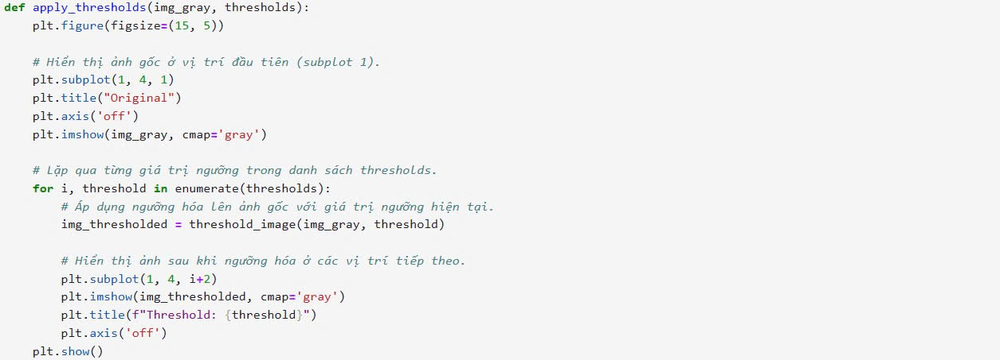 def apply_thresholds(img_gray, thresholds):
    plt.figure(figsize=(15, 5))

    # Hiển thị ảnh gốc ở vị trí đầu tiên (subplot 1).
    plt.subplot(1, 4, 1)
    plt.title("Original")
    plt.axis('off')
    plt.imshow(img_gray, cmap='gray')

    # Lặp qua từng giá trị ngưỡng trong danh sách thresholds.
    for i, threshold in enumerate(thresholds):
        # Áp dụng ngưỡng hóa lên ảnh gốc với giá trị ngưỡng hiện tại.
        img_thresholded = threshold_image(img_gray, threshold)

        # Hiển thị ảnh sau khi ngưỡng hóa ở các vị trí tiếp theo.
        plt.subplot(1, 4, i+2)
        plt.imshow(img_thresholded, cmap='gray')
        plt.title(f"Threshold: {threshold}")
        plt.axis('off')
    plt.show()